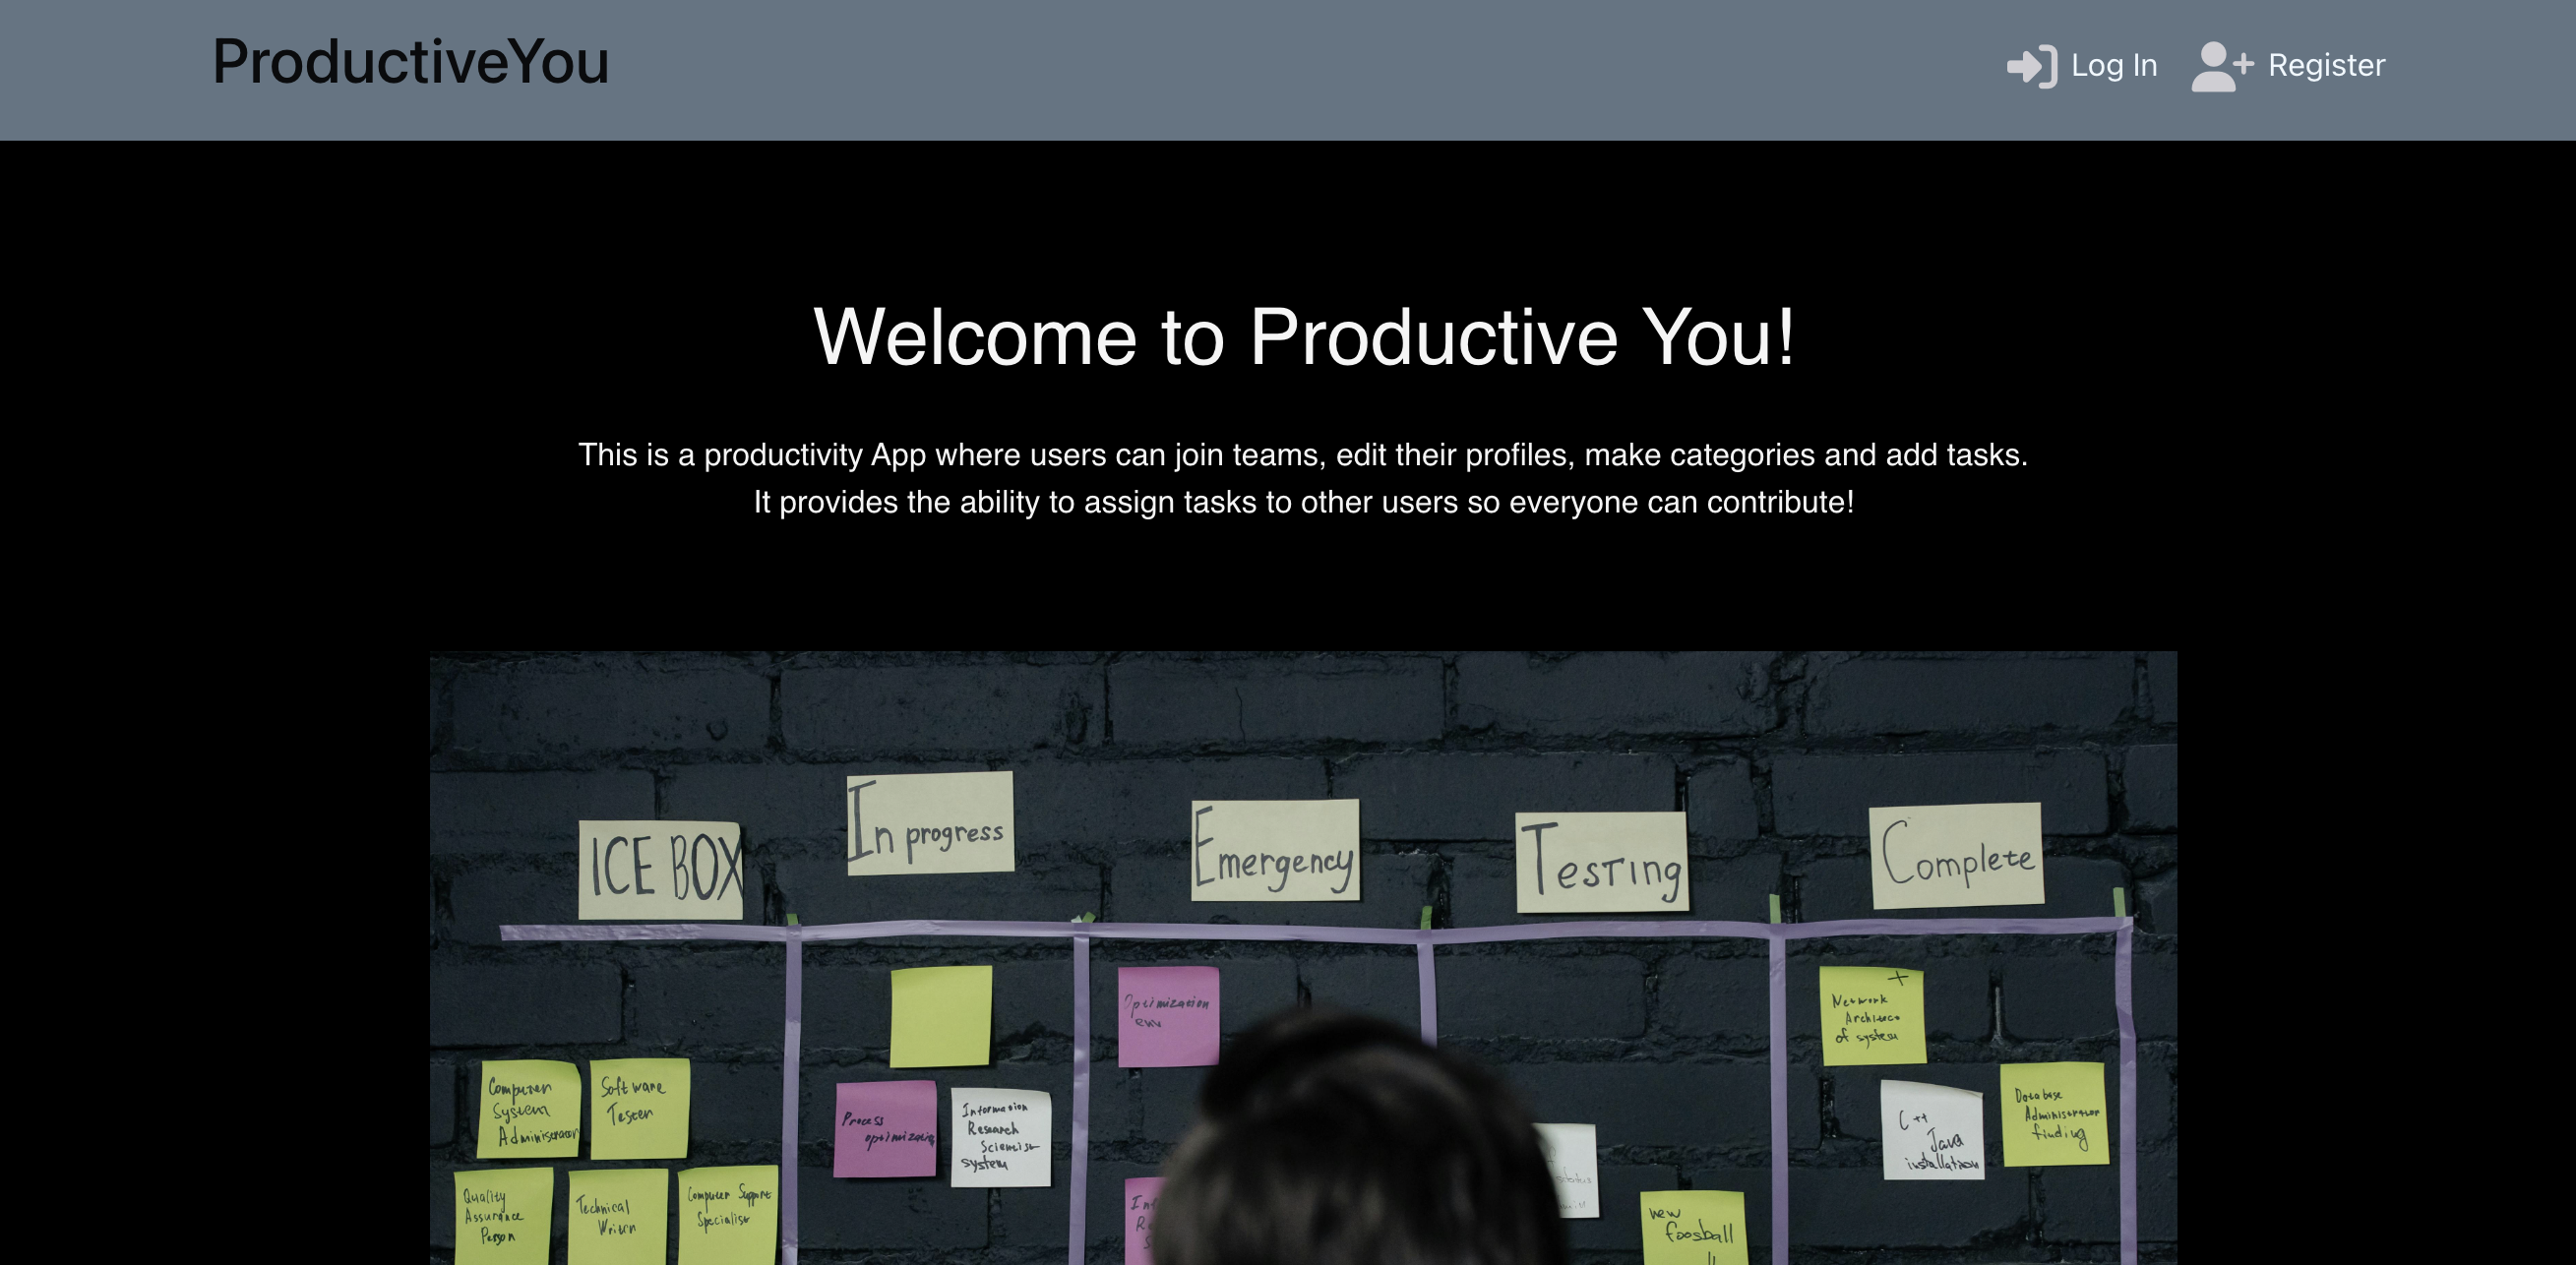 ProductiveYou
Log In
Register
Welcome to Productive You!
This is a productivity App where users can join teams, edit their profiles, make categories and add tasks.
It provides the ability to assign tasks to other users so everyone can contribute!
ICE BOX
In progress
Emergency
Testing
Complete
Optimization
env
Network
Architect
of system
Computer
System
Administrator
Software
Tester
Process
optimization
Information
Research
Scientist
system
C++
Java
installation
Database
Administrator
finding
Quality
Assurance
Person
Technical
Writer
Computer Support
Specialist
new
foosball